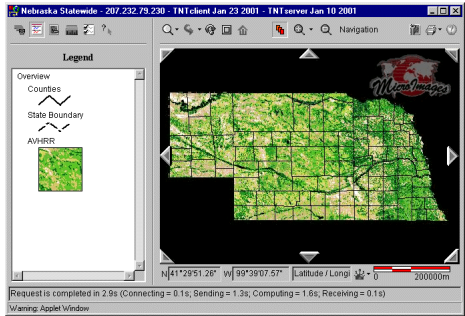 Nebraska Statewide - 207.232.79.230 - TNTclient Jan 23 2001 - TNTserver Jan 10 2001
Navigation
Legend
Overview
Counties
State Boundary
AVHRR
MicroImages
N 41°29'51.26" W 99°39'07.57" Latitude / Longi 0 200000m
Request is completed in 2.9s (Connecting = 0.1s; Sending = 1.3s; Computing = 1.6s; Receiving = 0.1s)
Warning: Applet Window